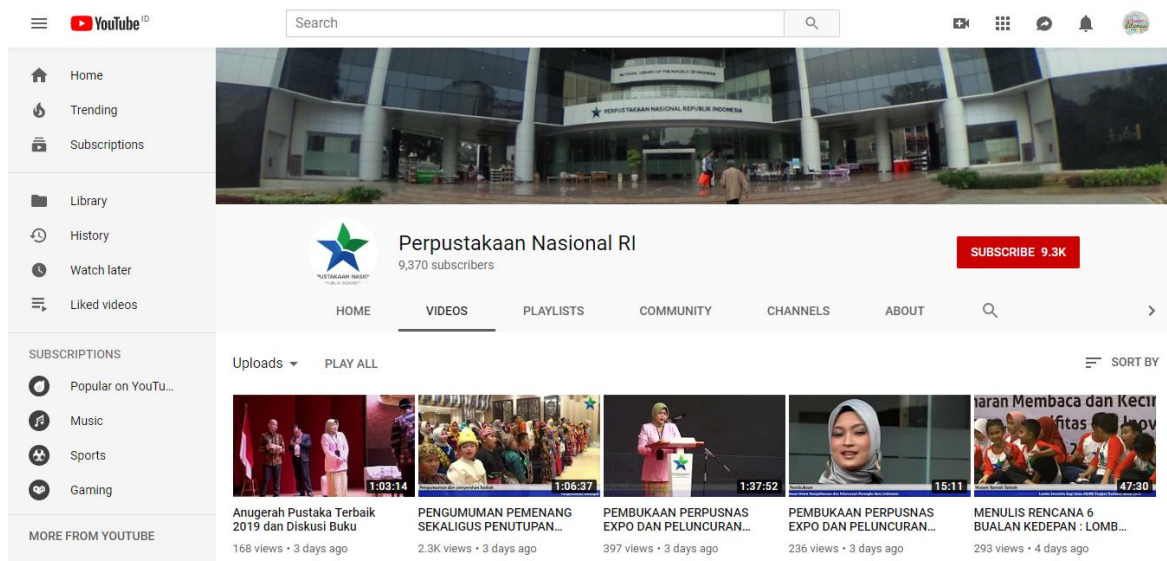 YouTube ID
Search
Home
Trending
Subscriptions
Library
History
Watch later
Liked videos
SUBSCRIPTIONS
Popular on YouTu...
Music
Sports
Gaming
MORE FROM YOUTUBE
PERPUSTAKAAN NASIONAL REPUBLIK INDONESIA
Perpustakaan Nasional RI
9,370 subscribers
SUBSCRIBE 9.3K
HOME VIDEOS PLAYLISTS COMMUNITY CHANNELS ABOUT
Uploads PLAY ALL SORT BY
1:03:14
Anugerah Pustaka Terbaik
2019 dan Diskusi Buku
168 views • 3 days ago
1:06:37
PENGUMUMAN PEMENANG
SEKALIGUS PENUTUPAN...
2.3K views • 3 days ago
1:37:52
PEMBUKAAN PERPUSNAS
EXPO DAN PELUNCURAN...
397 views • 3 days ago
15:11
PEMBUKAAN PERPUSNAS
EXPO DAN PELUNCURAN...
236 views • 3 days ago
aran Membaca dan Kecir
fitas
47:30
MENULIS RENCANA 6
BUALAN KEDEPAN : LOMB...
293 views • 4 days ago